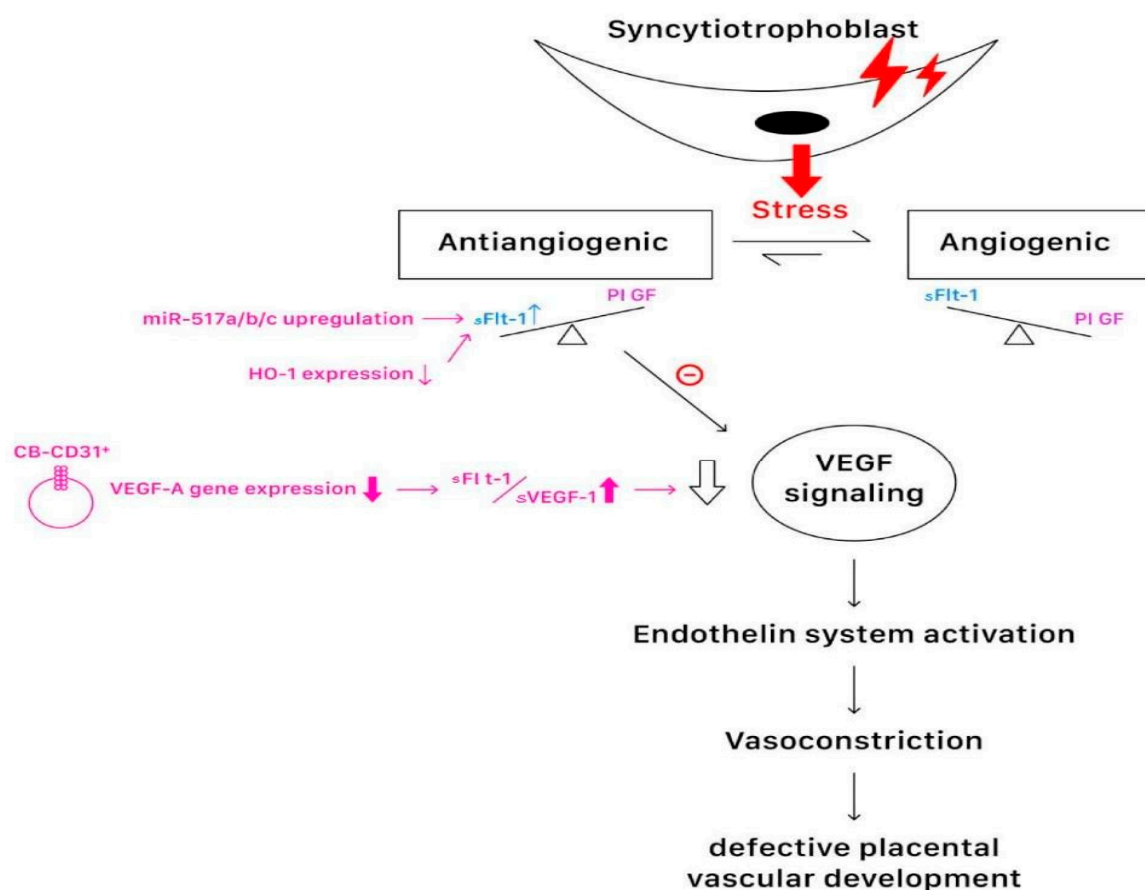 Syncytiotrophoblast
Stress
Antiangiogenic
Angiogenic
PI GF
sFlt-1
miR-517a/b/c upregulation → sFlt-1↑
PI GF
HO-1 expression ↓
CB-CD31⁺
VEGF-A gene expression
sFl t-1/
sVEGF-1
VEGF
signaling
Endothelin system activation
Vasoconstriction
defective placental
vascular development